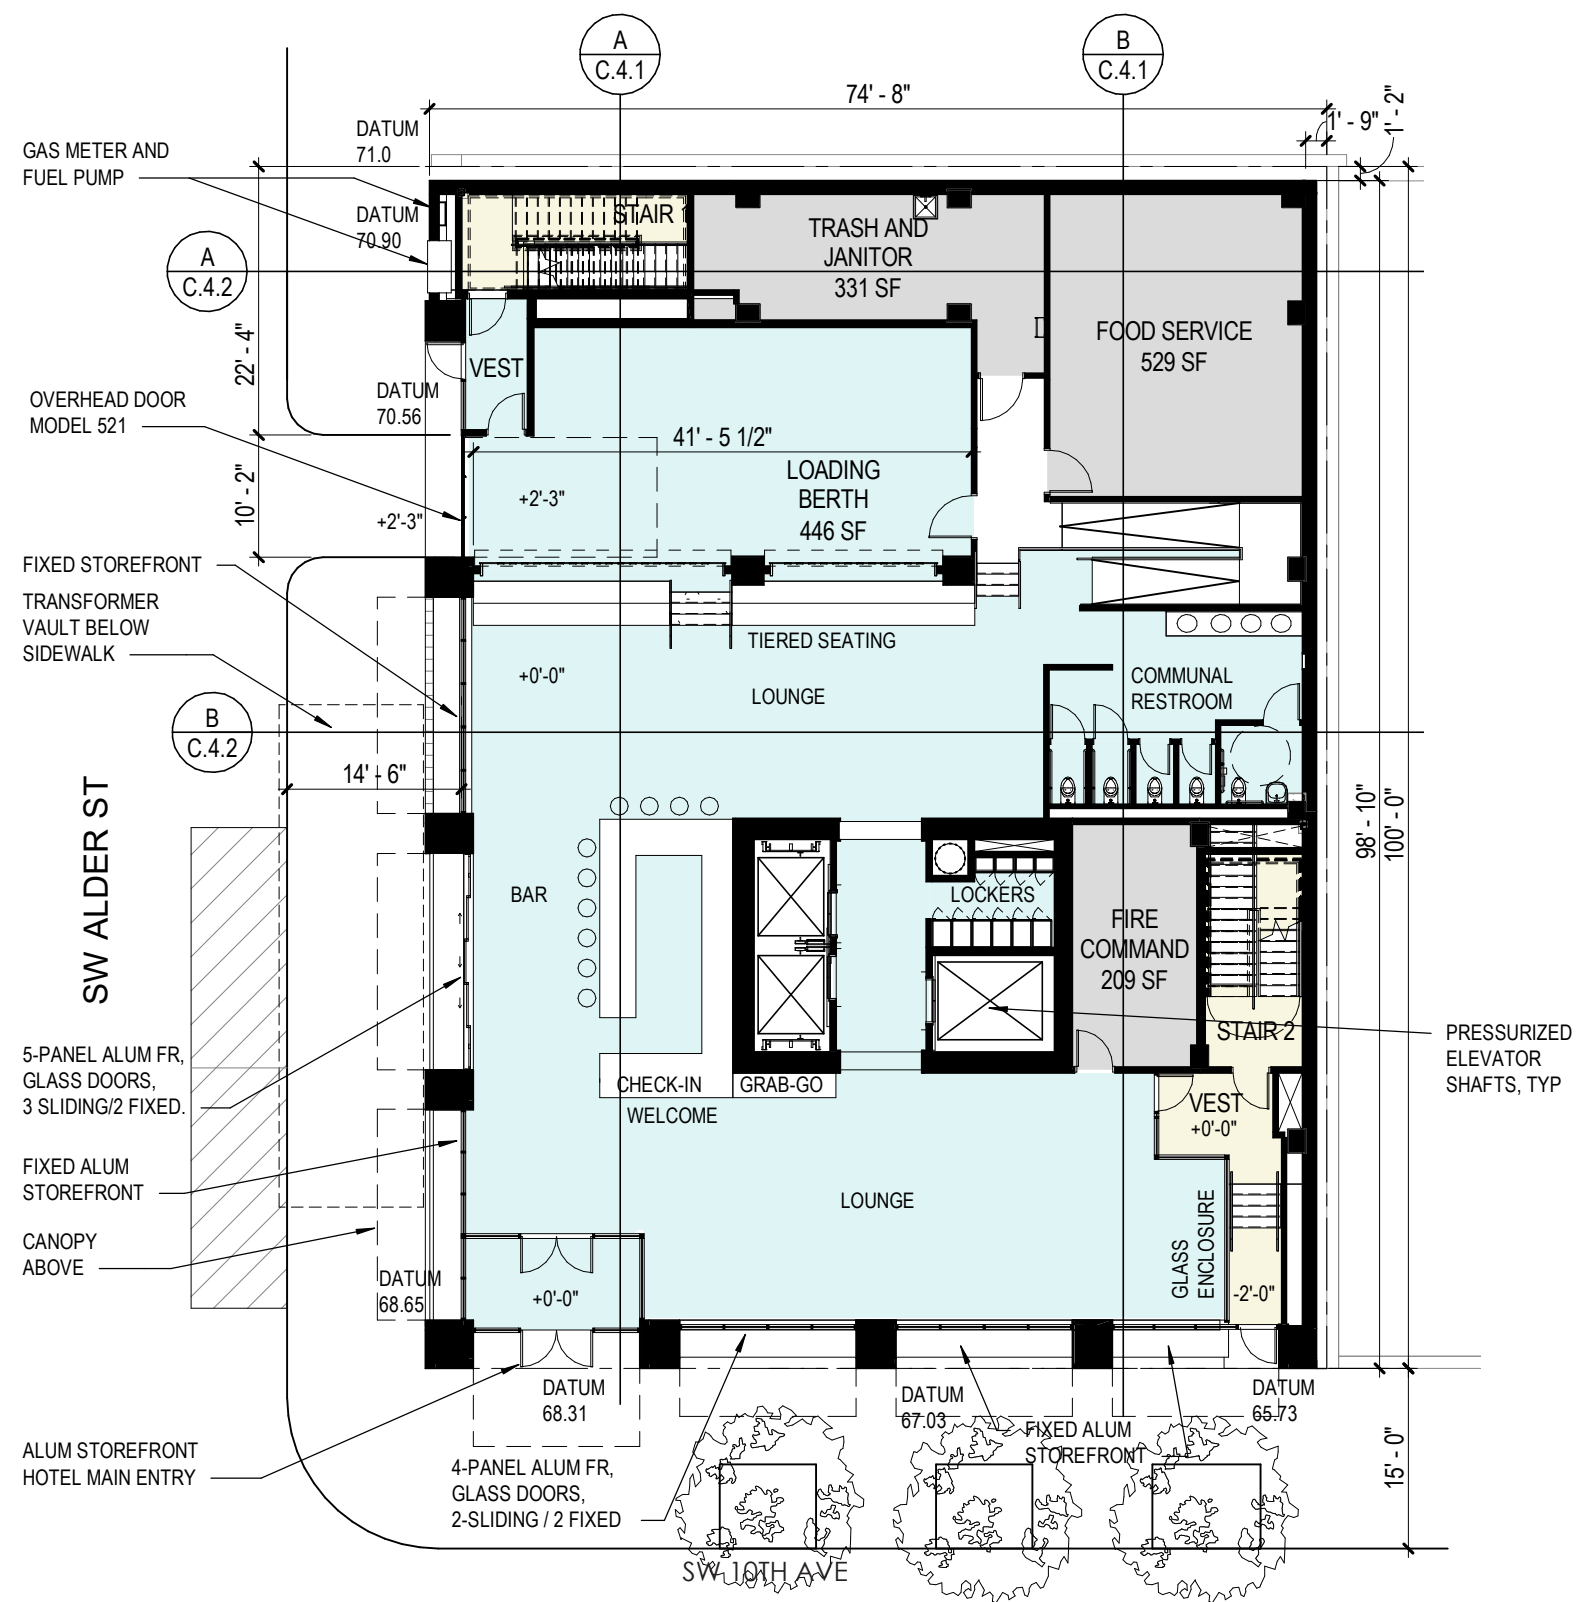 A
C.4.1
B
C.4.1
74' - 8"
1' - 9"
1' - 2"
GAS METER AND
FUEL PUMP
DATUM
71.0
DATUM
70.90
STAIR
TRASH AND
JANITOR
331 SF
A
C.4.2
FOOD SERVICE
529 SF
22' - 4"
VEST
DATUM
70.56
OVERHEAD DOOR
MODEL 521
41' - 5 1/2"
LOADING
BERTH
446 SF
10' - 2"
+2'-3"
+2'-3"
FIXED STOREFRONT
TRANSFORMER
VAULT BELOW
SIDEWALK
TIERED SEATING
+0'-0"
LOUNGE
COMMUNAL
RESTROOM
B
C.4.2
14' - 6"
SW ALDER ST
98' - 10"
100' - 0"
BAR
LOCKERS
FIRE
COMMAND
209 SF
STAIR 2
PRESSURIZED
ELEVATOR
SHAFTS, TYP
5-PANEL ALUM FR,
GLASS DOORS,
3 SLIDING/2 FIXED.
CHECK-IN
GRAB-GO
WELCOME
VEST
+0'-0"
FIXED ALUM
STOREFRONT
LOUNGE
GLASS
ENCLOSURE
CANOPY
ABOVE
DATUM
68.65
+0'-0"
-2'-0"
DATUM
68.31
DATUM
67.03
DATUM
65.73
FIXED ALUM
STOREFRONT
ALUM STOREFRONT
HOTEL MAIN ENTRY
4-PANEL ALUM FR,
GLASS DOORS,
2-SLIDING / 2 FIXED
15' - 0"
SW 10TH AVE